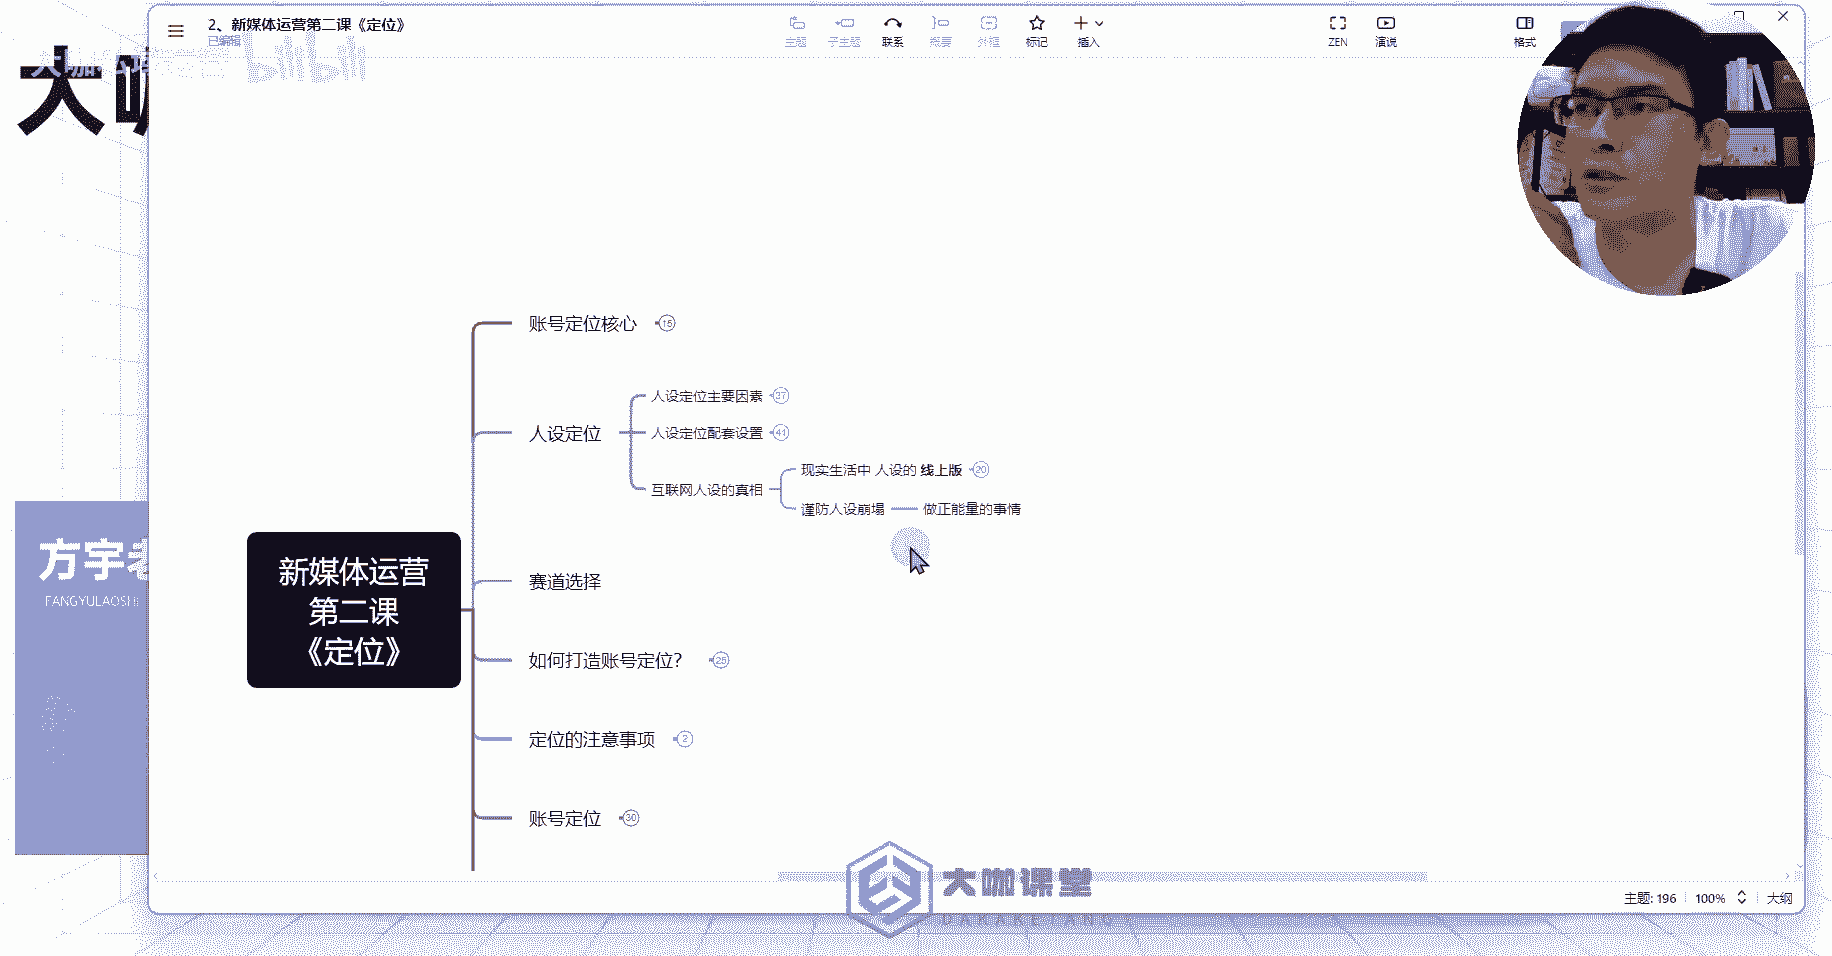 2、新媒体运营第二课《定位》
已编辑
主题
子主题
联系
概要
外框
标记
插入
ZEN
演说
格式
bilibili
大咖
账号定位核心 15
人设定位
人设定位主要因素 37
人设定位配套设置 41
互联网人设的真相
现实生活中 人设的 线上版 20
谨防人设崩塌
做正能量的事情
新媒体运营
第二课
《定位》
赛道选择
如何打造账号定位? 25
定位的注意事项 2
账号定位 30
方宇老
FANGYULAOSHI
大咖课堂
DAKAKETANG
主题: 196
100%
大纲